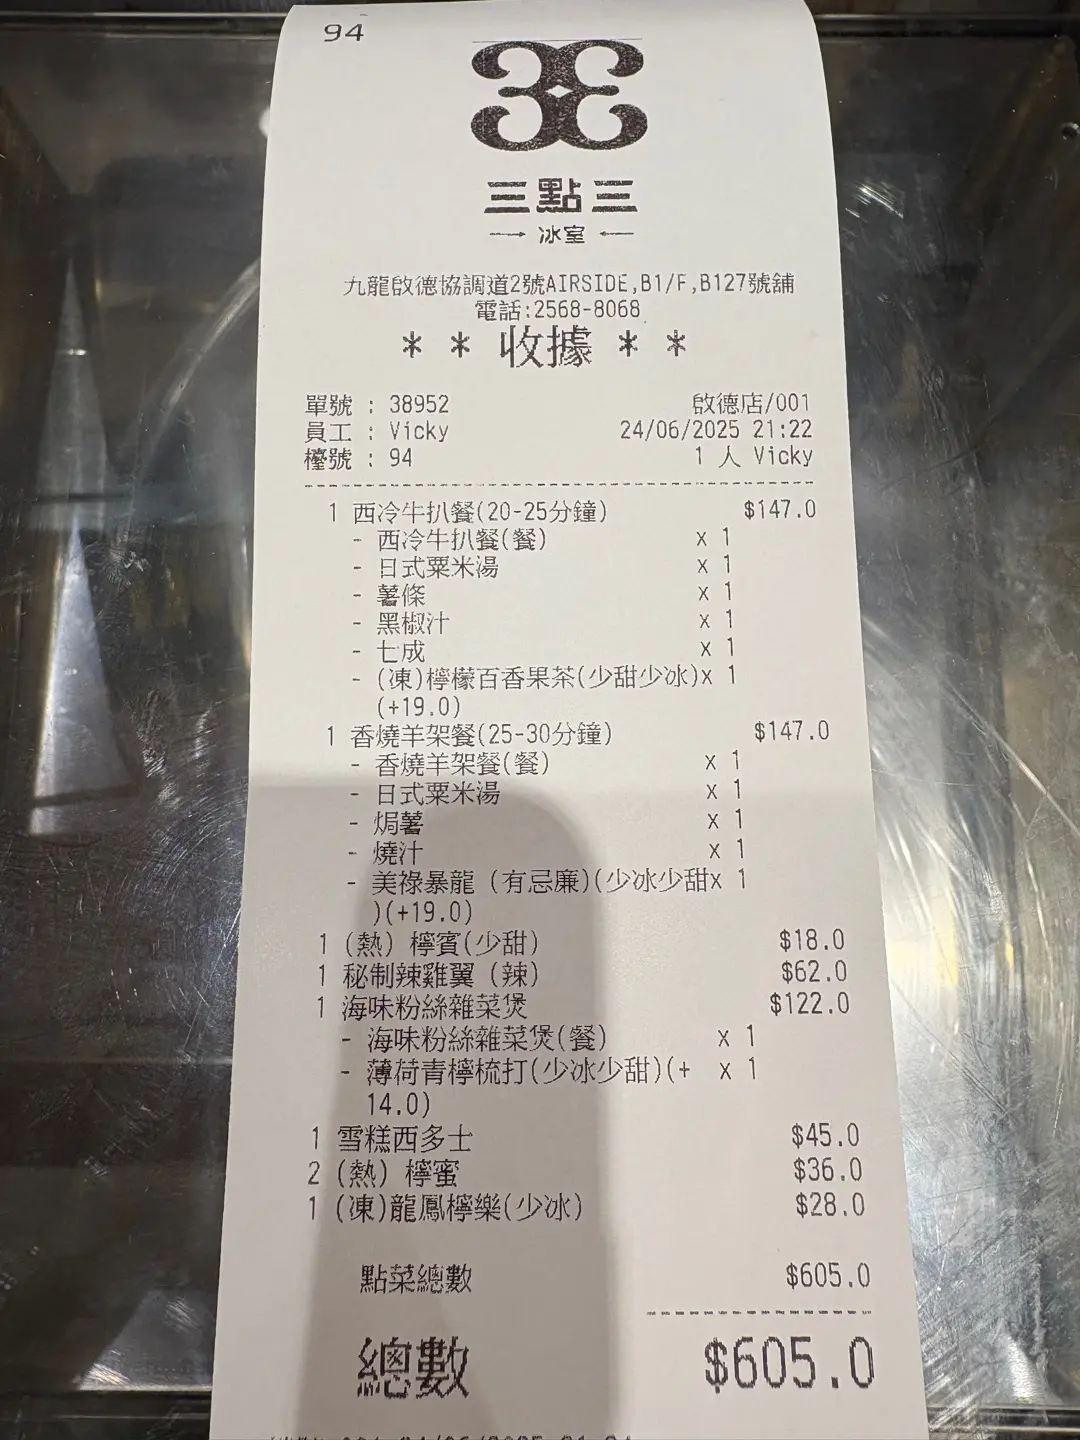 94
三點三
冰室
九龍啟德協調道2號AIRSIDE,B1/F,B127號舖
電話:2568-8068
* * 收據 * *
單號 : 38952 啟德店/001
員工 : Vicky 24/06/2025 21:22
檯號 : 94 1 人 Vicky
1 西冷牛扒餐(20-25分鐘) $147.0
- 西冷牛扒餐(餐) x 1
- 日式粟米湯 x 1
- 薯條 x 1
- 黑椒汁 x 1
- 七成 x 1
- (凍)檸檬百香果茶(少甜少冰)x 1
(+19.0)
1 香燒羊架餐(25-30分鐘) $147.0
- 香燒羊架餐(餐) x 1
- 日式粟米湯 x 1
- 焗薯 x 1
- 燒汁 x 1
- 美祿暴龍 (有忌廉)(少冰少甜x 1
)(+19.0)
1 (熱) 檸賓(少甜) $18.0
1 秘制辣雞翼 (辣) $62.0
1 海味粉絲雜菜煲 $122.0
- 海味粉絲雜菜煲(餐) x 1
- 薄荷青檸梳打(少冰少甜)(+ x 1
14.0)
1 雪糕西多士 $45.0
2 (熱) 檸蜜 $36.0
1 (凍)龍鳳檸樂(少冰) $28.0
點菜總數 $605.0
總數 $605.0